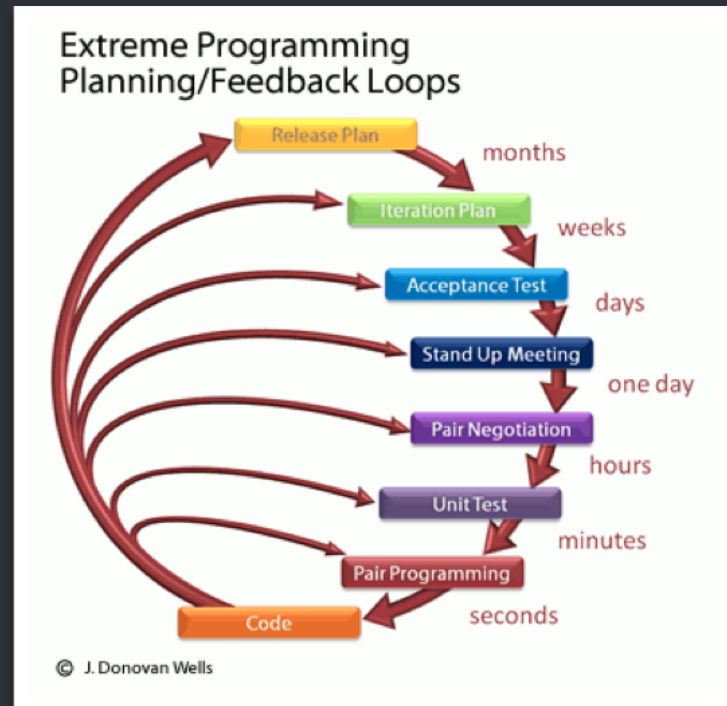 Extreme Programming
Planning/Feedback Loops
Release Plan
months
Iteration Plan
weeks
Acceptance Test
days
Stand Up Meeting
one day
Pair Negotiation
hours
Unit Test
minutes
Pair Programming
seconds
Code
© J. Donovan Wells